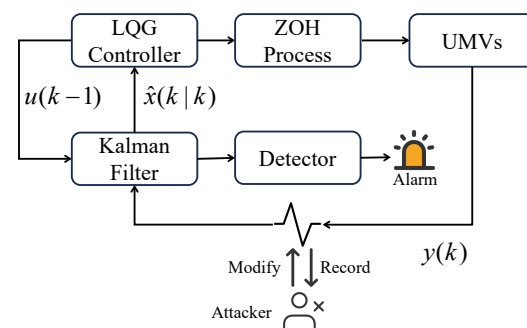 LQG
Controller
ZOH
Process
UMVs
u(k−1)
x̂(k|k)
Kalman
Filter
Detector
Alarm
y(k)
Modify
Record
Attacker